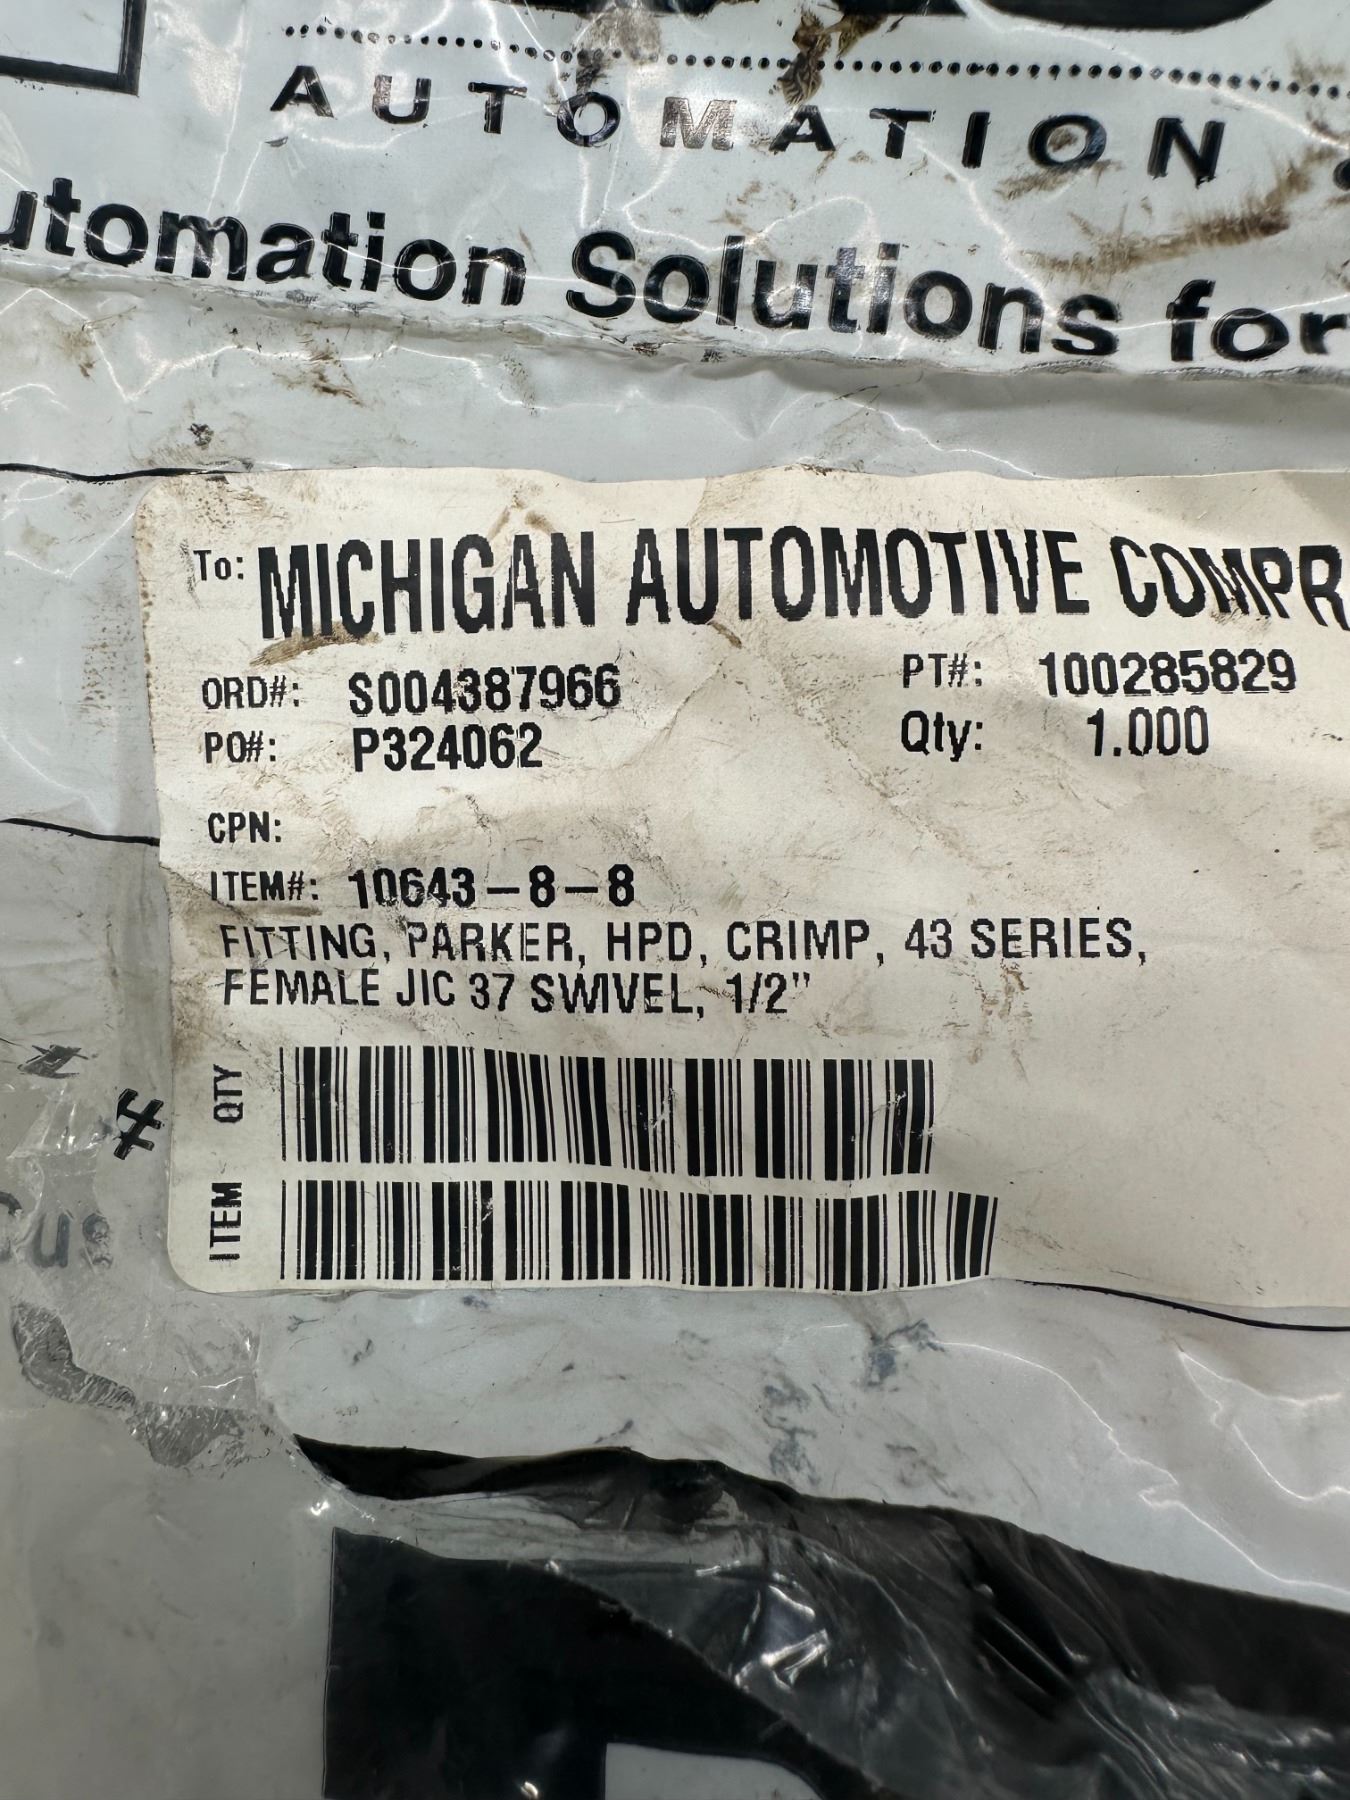 AUTOMATION
utomation Solutions for
To: MICHIGAN AUTOMOTIVE COMPR
ORD#: S004387966 PT#: 100285829
PO#: P324062 Qty: 1.000
CPN:
ITEM#: 10643-8-8
FITTING, PARKER, HPD, CRIMP, 43 SERIES,
FEMALE JIC 37 SWIVEL, 1/2"
QTY
#
ITEM